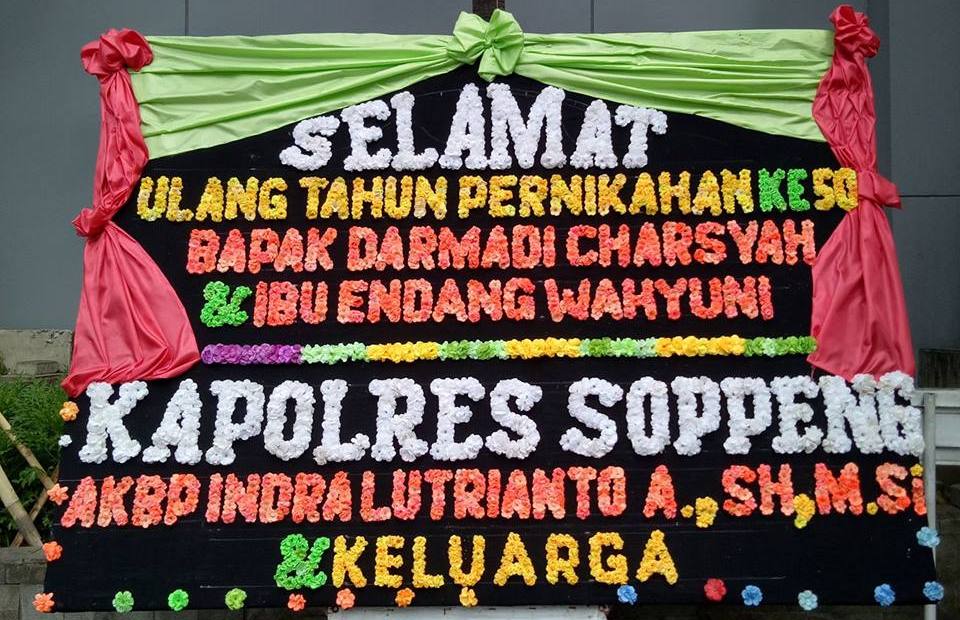 SELAMAT
ULANG TAHUN PERNIKAHAN KE 50
BAPAK DARMADI CHARSYAH
& IBU ENDANG WAHYUNI
KAPOLRES SOPPENG
AKBP INDRA LUTRIANTO A., SH,M.Si
& KELUARGA